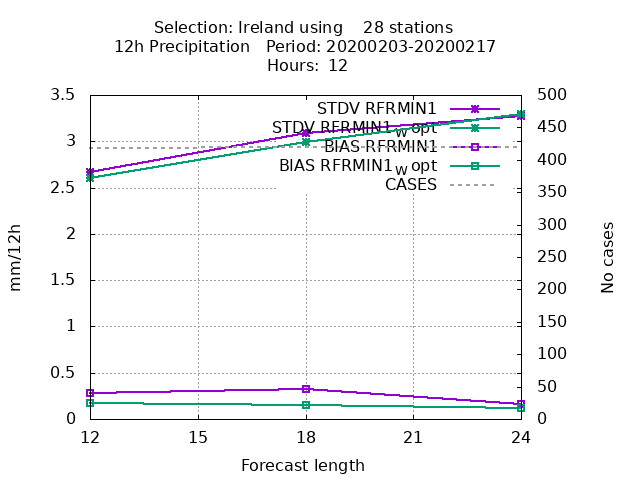 Selection: Ireland using 28 stations
12h Precipitation Period: 20200203-20200217
Hours: 12
3.5
3
2.5
2
1.5
1
0.5
0
500
450
400
350
300
250
200
150
100
50
0
STDV RFRMIN1
STDV RFRMIN1w opt
BIAS RFRMIN1
BIAS RFRMIN1w opt
CASES
mm/12h
No cases
12 15 18 21 24
Forecast length